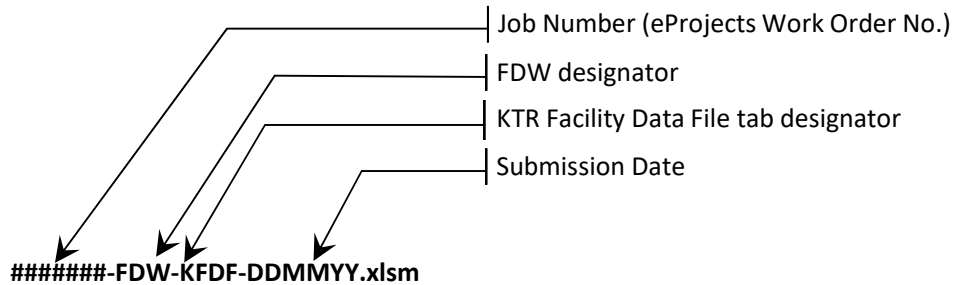 Job Number (eProjects Work Order No.)
FDW designator
KTR Facility Data File tab designator
Submission Date
#######-FDW-KFDF-DDMMYY.xlsm